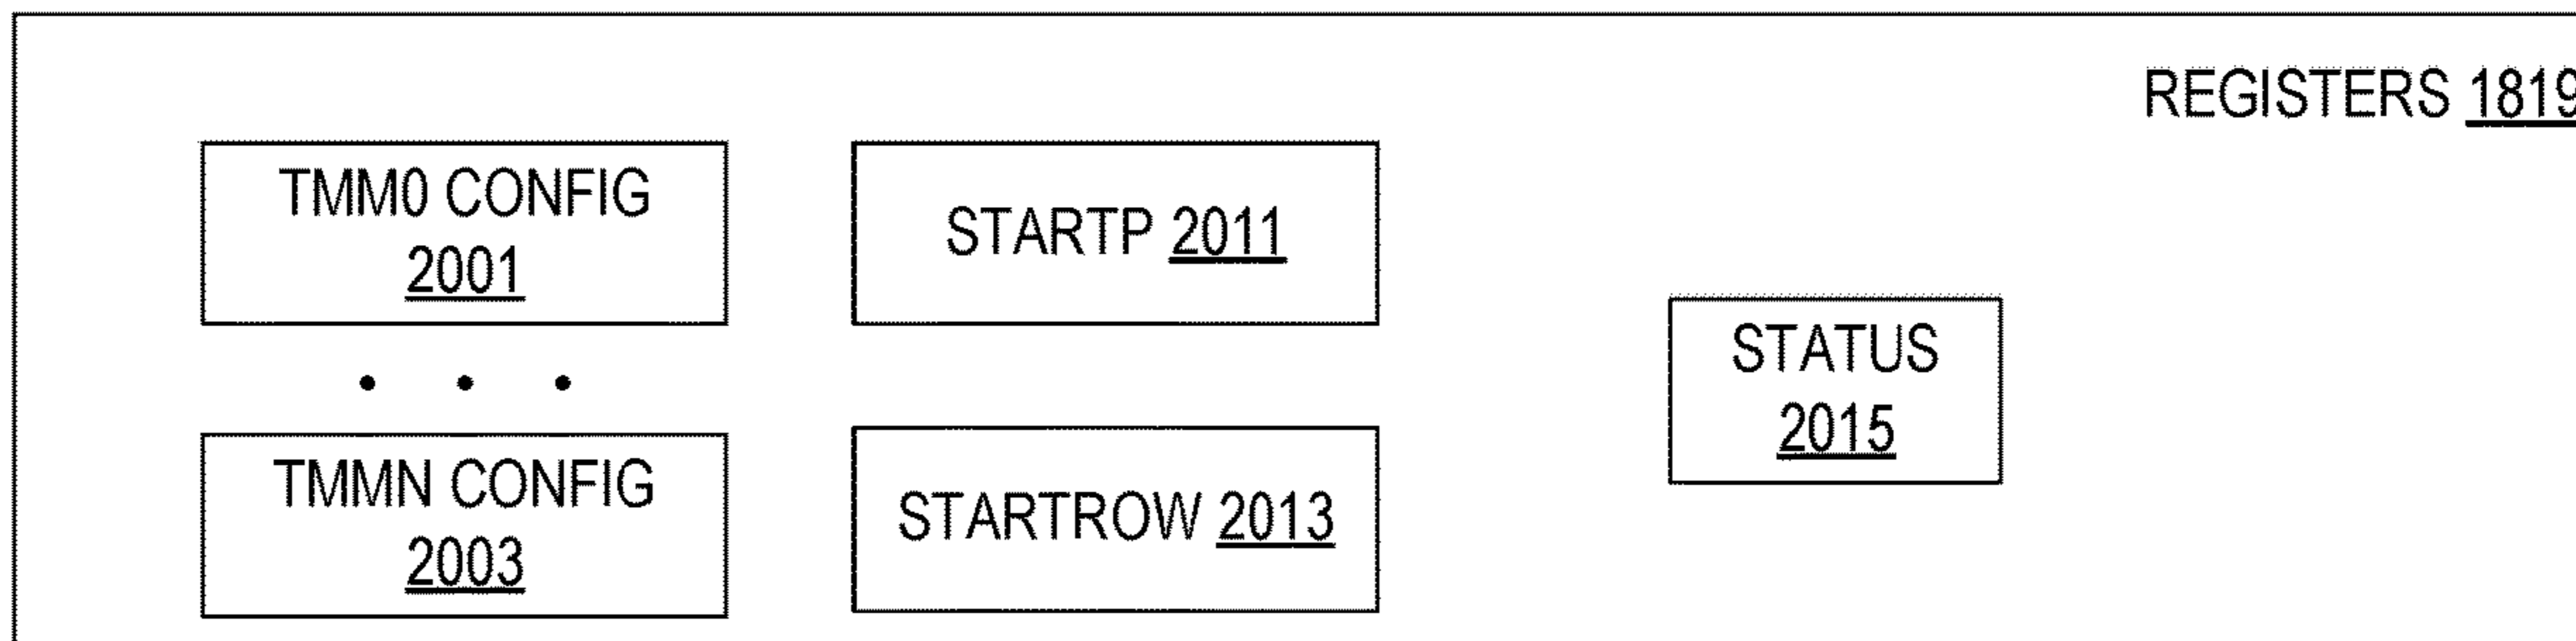 REGISTERS 1819
TMM0 CONFIG
2001
STARTP 2011
STATUS
2015
TMMN CONFIG
2003
STARTROW 2013